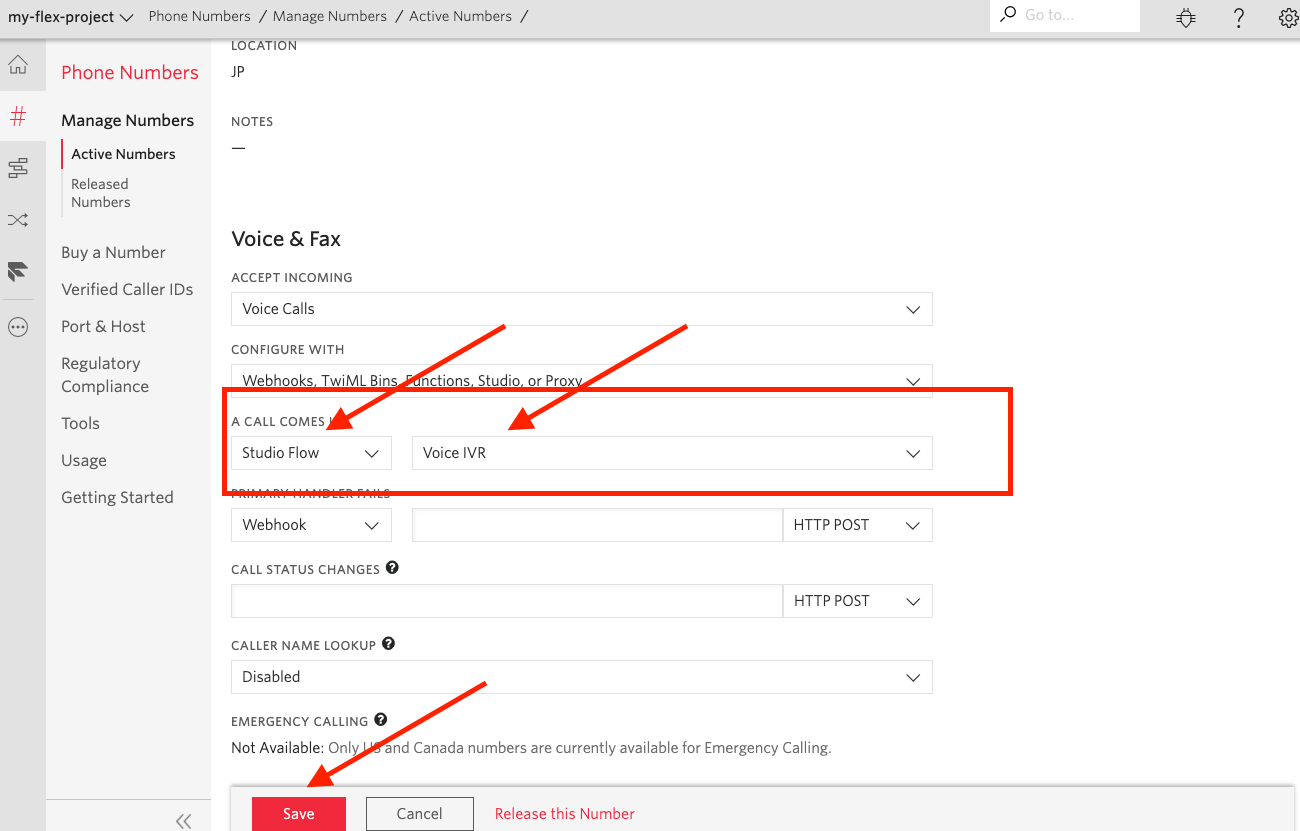 my-flex-project Phone Numbers / Manage Numbers / Active Numbers / Go to...
Phone Numbers
Manage Numbers
Active Numbers
Released
Numbers
Buy a Number
Verified Caller IDs
Port & Host
Regulatory
Compliance
Tools
Usage
Getting Started
LOCATION
JP
NOTES
—
Voice & Fax
ACCEPT INCOMING
Voice Calls
CONFIGURE WITH
Webhooks, TwiML Bins, Functions, Studio, or Proxy
A CALL COMES
Studio Flow Voice IVR
PRIMARY HANDLER FAILS
Webhook HTTP POST
CALL STATUS CHANGES
HTTP POST
CALLER NAME LOOKUP
Disabled
EMERGENCY CALLING
Not Available: Only US and Canada numbers are currently available for Emergency Calling.
Save Cancel Release this Number